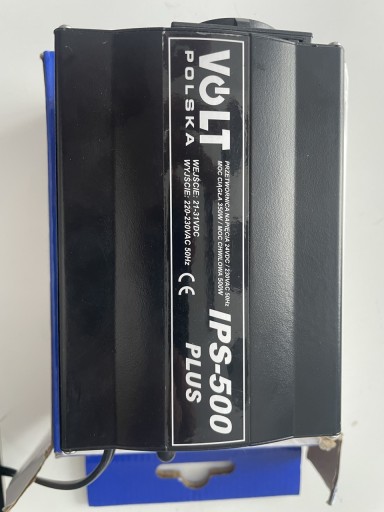 VOLT
POLSKA
PRZETWORNICA NAPIĘCIA 24VDC / 230VAC 50Hz
MOC CIĄGŁA 350W / MOC CHWILOWA 500W
WEJŚCIE: 21-31VDC
WYJŚCIE: 220-230VAC 50Hz
CE
IPS-500
PLUS